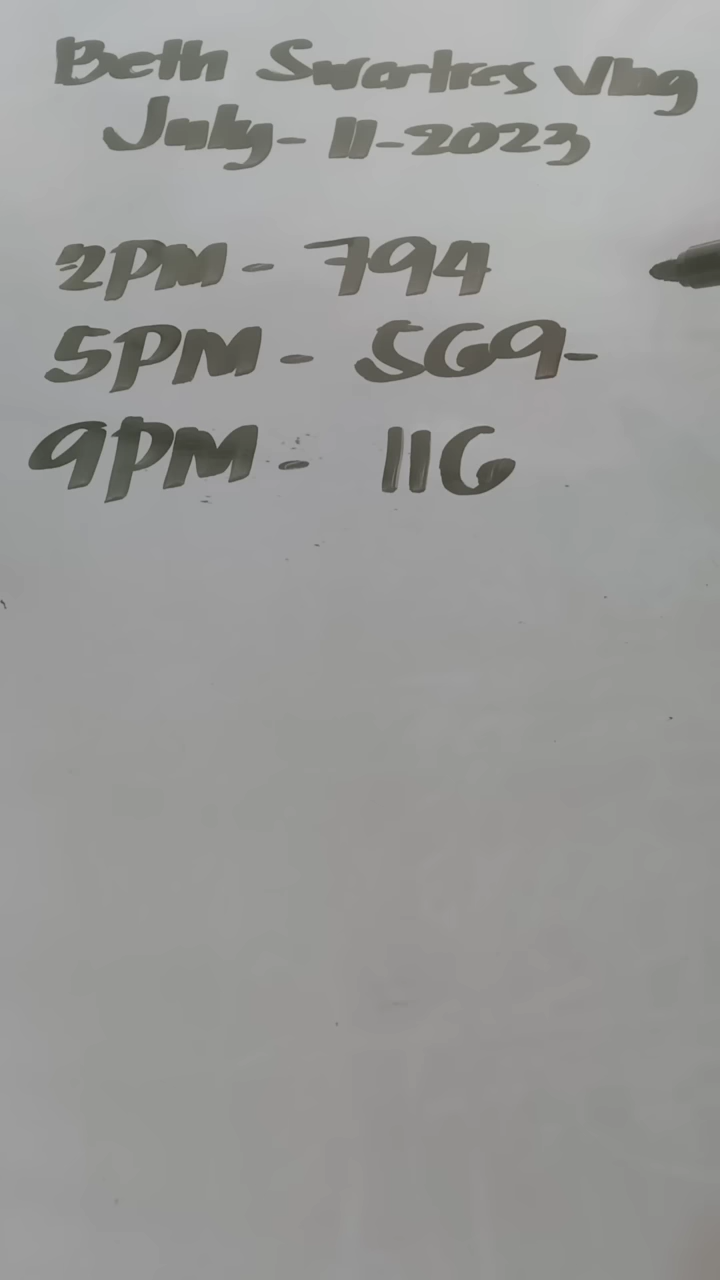 Beth Swertres Vlog
July-11-2023
2PM - 794
5PM - 569-
9PM - 116